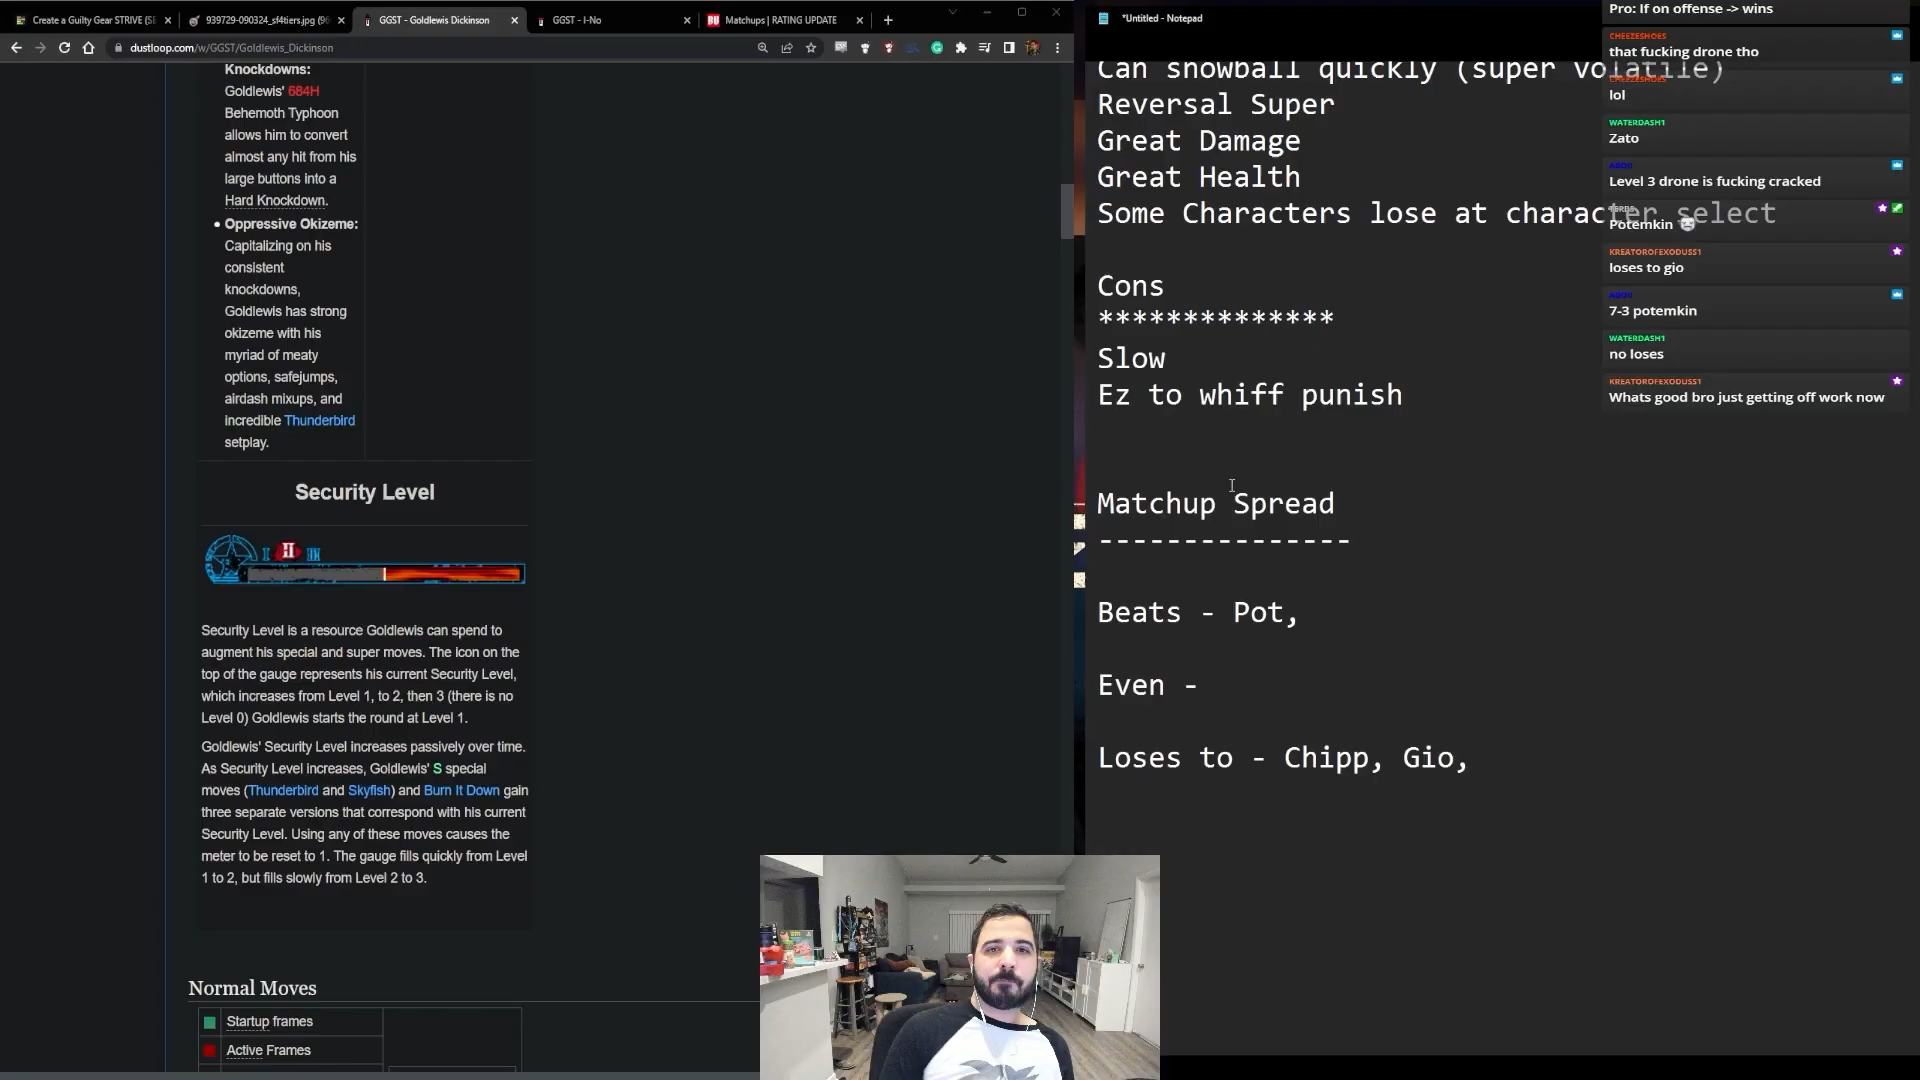 Create a Guilty Gear STRIVE (SE
939729-090324_sf4tiers.jpg (96
GGST - Goldlewis Dickinson
GGST - I-No
Matchups | RATING UPDATE
dustloop.com/w/GGST/Goldlewis_Dickinson
Knockdowns:
Goldlewis' 684H
Behemoth Typhoon
allows him to convert
almost any hit from his
large buttons into a
Hard Knockdown.
Oppressive Okizeme:
Capitalizing on his
consistent
knockdowns,
Goldlewis has strong
okizeme with his
myriad of meaty
options, safejumps,
airdash mixups, and
incredible Thunderbird
setplay.
Security Level
Security Level is a resource Goldlewis can spend to
augment his special and super moves. The icon on the
top of the gauge represents his current Security Level,
which increases from Level 1, to 2, then 3 (there is no
Level 0) Goldlewis starts the round at Level 1.
Goldlewis' Security Level increases passively over time.
As Security Level increases, Goldlewis' S special
moves (Thunderbird and Skyfish) and Burn It Down gain
three separate versions that correspond with his current
Security Level. Using any of these moves causes the
meter to be reset to 1. The gauge fills quickly from Level
1 to 2, but fills slowly from Level 2 to 3.
Normal Moves
Startup frames
Active Frames
*Untitled - Notepad
Can snowball quickly (super volatile)
Reversal Super
Great Damage
Great Health
Some Characters lose at character select
Cons
**************
Slow
Ez to whiff punish
Matchup Spread
---------------
Beats - Pot,
Even -
Loses to - Chipp, Gio,
Pro: If on offense -> wins
CHEEZESHOES
that fucking drone tho
CHEEZESHOES
lol
WATERDASH1
Zato
Level 3 drone is fucking cracked
Potemkin
KREATOROFEXODUSS1
loses to gio
7-3 potemkin
WATERDASH1
no loses
KREATOROFEXODUSS1
Whats good bro just getting off work now